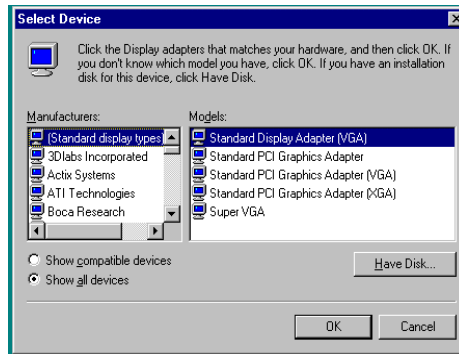 Select Device
Click the Display adapters that matches your hardware, and then click OK. If
you don't know which model you have, click OK. If you have an installation
disk for this device, click Have Disk.
Manufacturers:
(Standard display types)
3Dlabs Incorporated
Actix Systems
ATI Technologies
Boca Research
Models:
Standard Display Adapter (VGA)
Standard PCI Graphics Adapter
Standard PCI Graphics Adapter (VGA)
Standard PCI Graphics Adapter (XGA)
Super VGA
Show compatible devices
Show all devices
Have Disk...
OK
Cancel